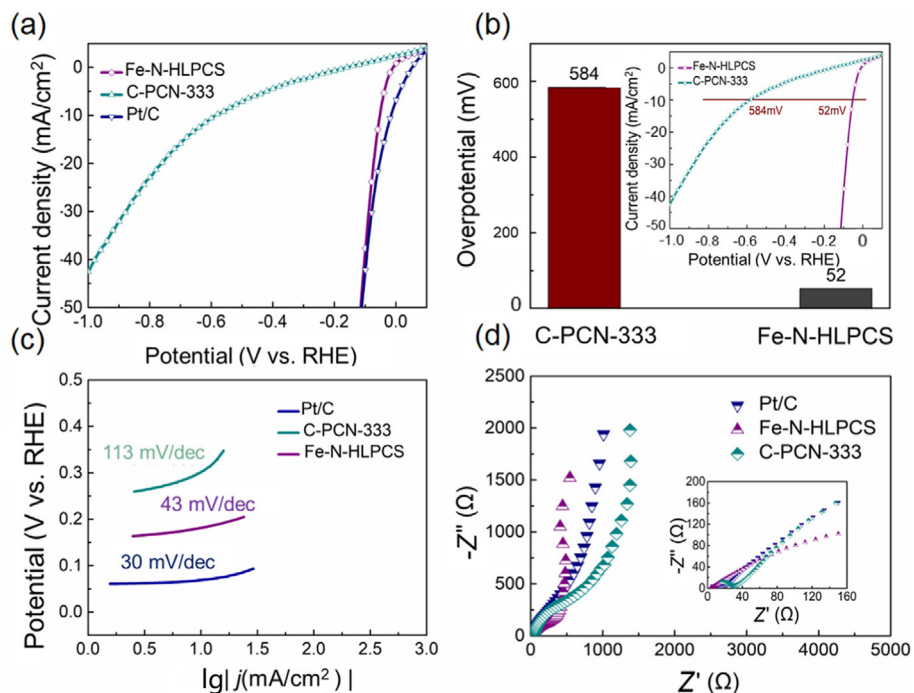 (a)
Fe-N-HLPCS
C-PCN-333
Pt/C
Current density (mA/cm²)
0
-10
-20
-30
-40
-50
-1.0 -0.8 -0.6 -0.4 -0.2 0.0
Potential (V vs. RHE)
(b)
584
52
Overpotential (mV)
600
400
200
0
C-PCN-333 Fe-N-HLPCS
Fe-N-HLPCS
C-PCN-333
584mV 52mV
Current density (mA/cm²)
0
-10
-20
-30
-40
-50
-1.0 -0.8 -0.6 -0.4 -0.2 0
Potential (V vs. RHE)
(c)
Pt/C
C-PCN-333
Fe-N-HLPCS
113 mV/dec
43 mV/dec
30 mV/dec
Potential (V vs. RHE)
0.5
0.4
0.3
0.2
0.1
0.0
0.0 0.5 1.0 1.5 2.0 2.5 3.0
lg| j(mA/cm²) |
(d)
Pt/C
Fe-N-HLPCS
C-PCN-333
-Z" (Ω)
2500
2000
1500
1000
500
0
0 1000 2000 3000 4000 5000
Z' (Ω)
-Z" (Ω)
160
120
80
40
0
0 40 80 120 160
Z' (Ω)